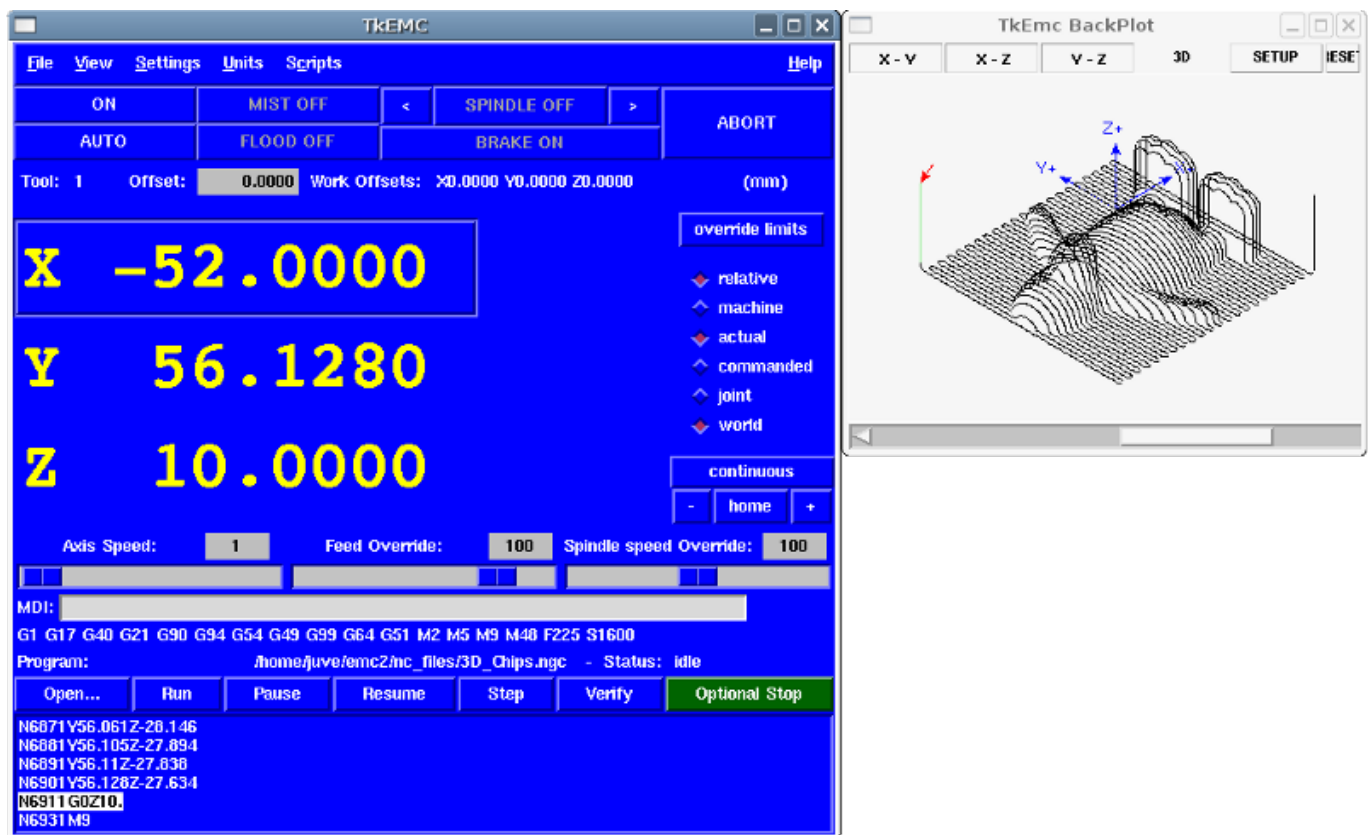 TkEMC
File View Settings Units Scripts Help
ON MIST OFF < SPINDLE OFF > ABORT
AUTO FLOOD OFF BRAKE ON
Tool: 1 Offset: 0.0000 Work Offsets: X0.0000 Y0.0000 Z0.0000 (mm)
override limits
X -52.0000
relative
machine
actual
Y 56.1280
commanded
joint
world
Z 10.0000
continuous
- home +
Axis Speed: 1 Feed Override: 100 Spindle speed Override: 100
MDI:
G1 G17 G40 G21 G90 G94 G54 G49 G99 G64 G51 M2 M5 M9 M48 F225 S1600
Program: /home/juve/emc2/nc_files/3D_Chips.ngc - Status: idle
Open... Run Pause Resume Step Verify Optional Stop
N6871Y56.061Z-28.146
N6881Y56.105Z-27.894
N6891Y56.11Z-27.838
N6901Y56.128Z-27.634
N6911G0Z10.
N6931M9
TkEmc BackPlot
X - Y X - Z Y - Z 3D SETUP RESET
Z+
Y+
X+